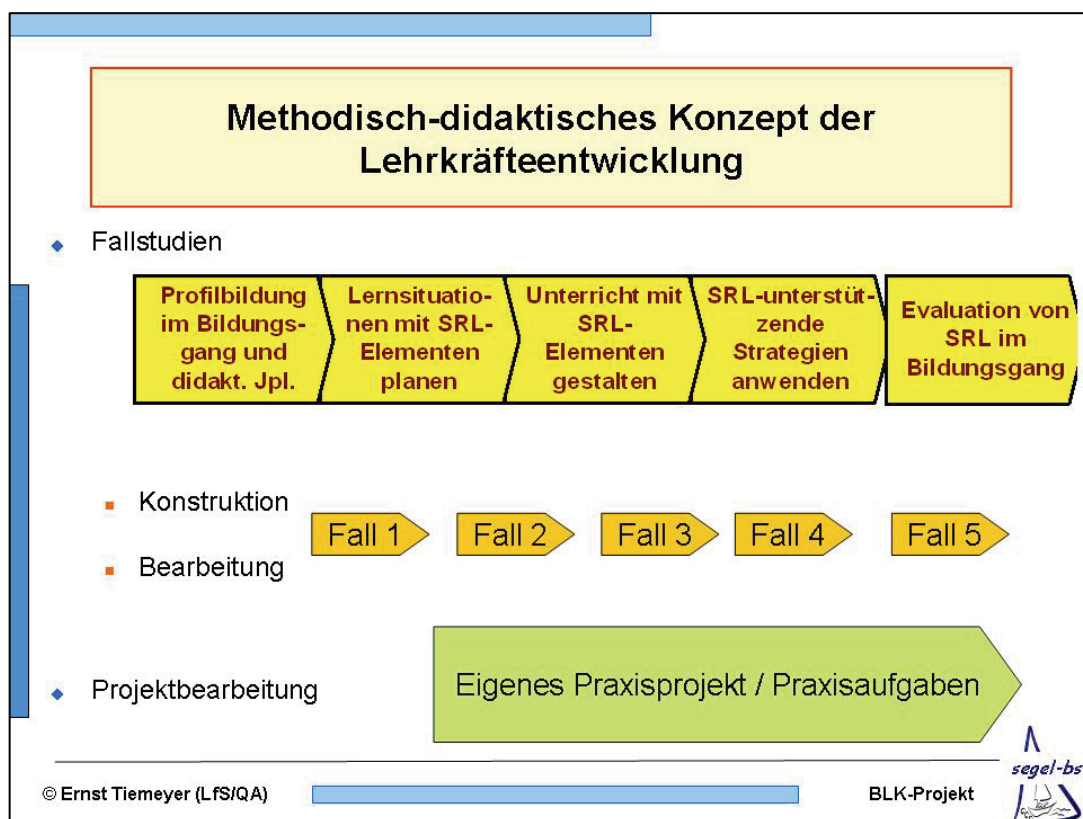 Methodisch-didaktisches Konzept der
Lehrkräfteentwicklung
Fallstudien
Profilbildung
im Bildungs-
gang und
didakt. Jpl.
Lernsituatio-
nen mit SRL-
Elementen
planen
Unterricht mit
SRL-
Elementen
gestalten
SRL-unterstüt-
zende
Strategien
anwenden
Evaluation von
SRL im
Bildungsgang
Konstruktion
Bearbeitung
Fall 1
Fall 2
Fall 3
Fall 4
Fall 5
Projektbearbeitung
Eigenes Praxisprojekt / Praxisaufgaben
© Ernst Tiemeyer (LfS/QA)
BLK-Projekt
segel-bs